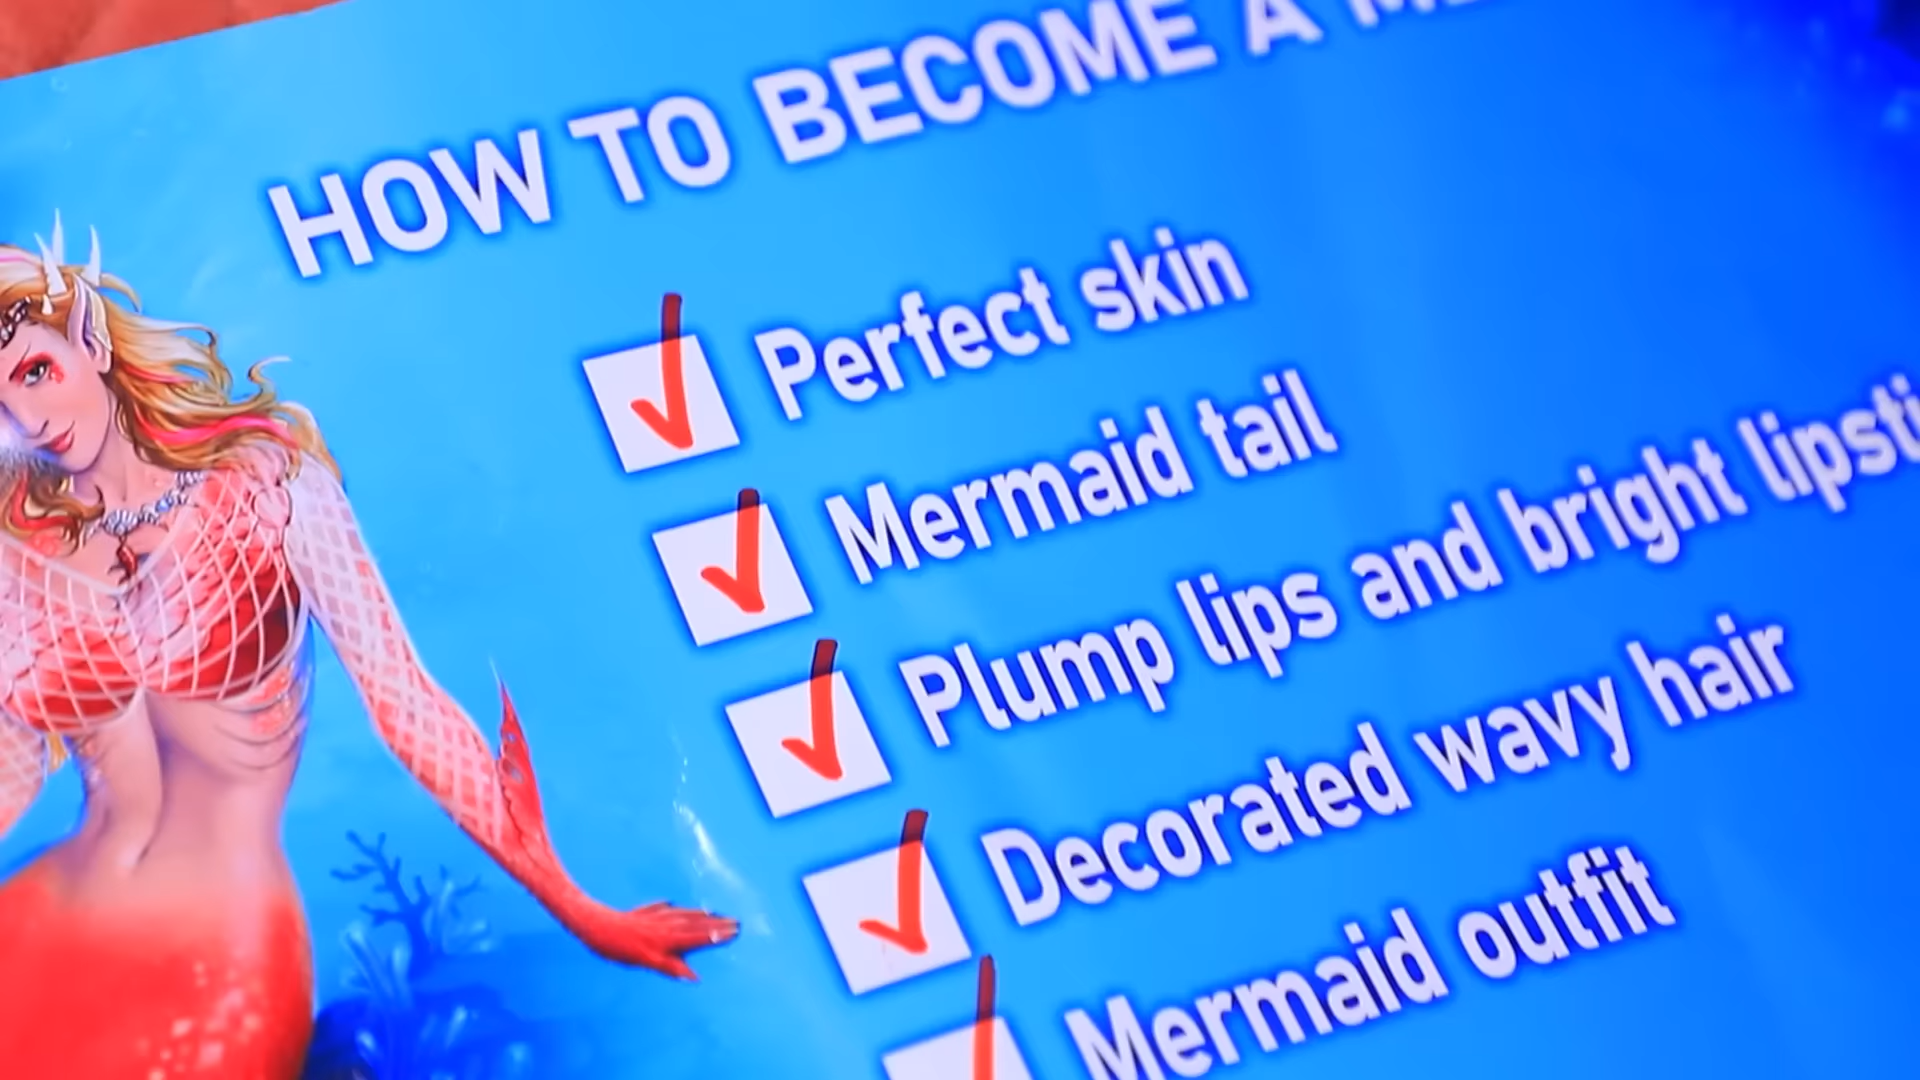 HOW TO BECOME A
Perfect skin
Mermaid tail
Plump lips and bright
Decorated wavy hair
Mermaid outfit